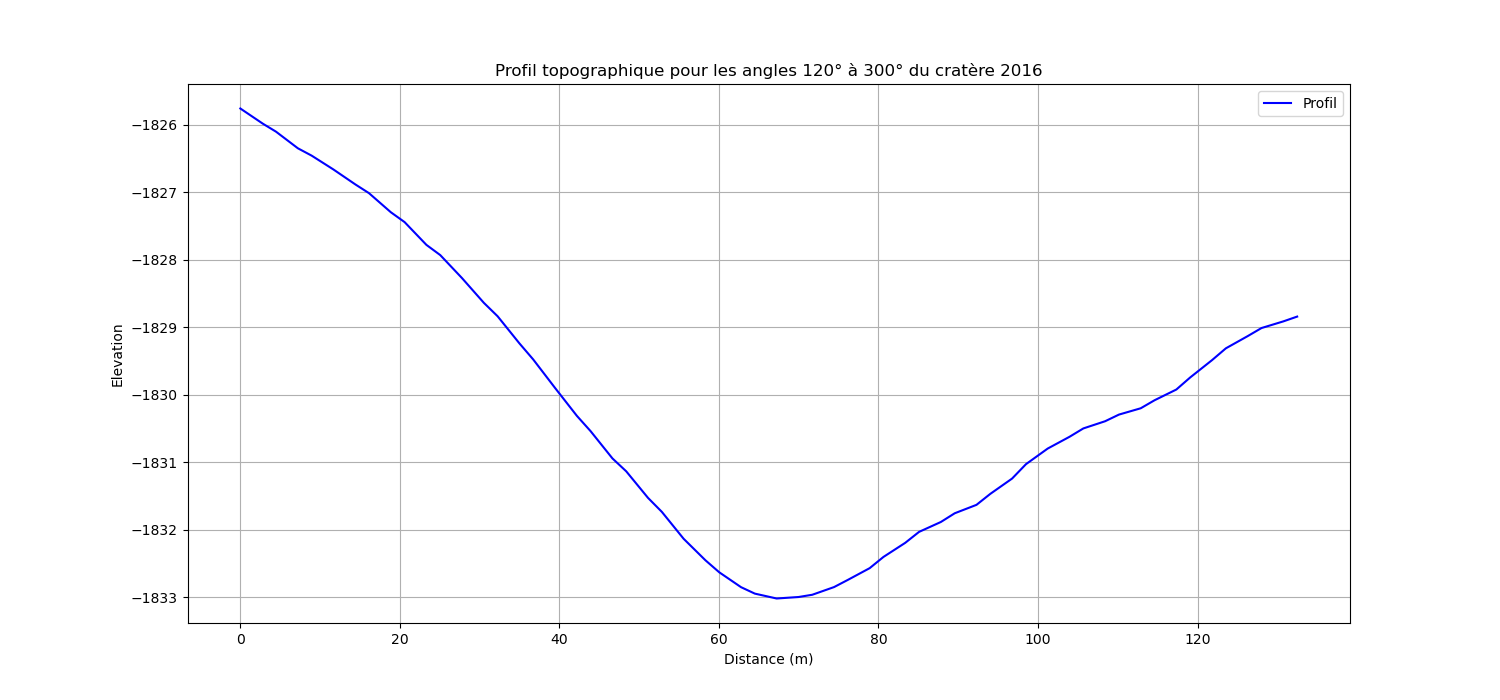 Profil topographique pour les angles 120° à 300° du cratère 2016
Profil
−1826
−1827
−1828
−1829
−1830
−1831
−1832
−1833
Elevation
0 20 40 60 80 100 120
Distance (m)